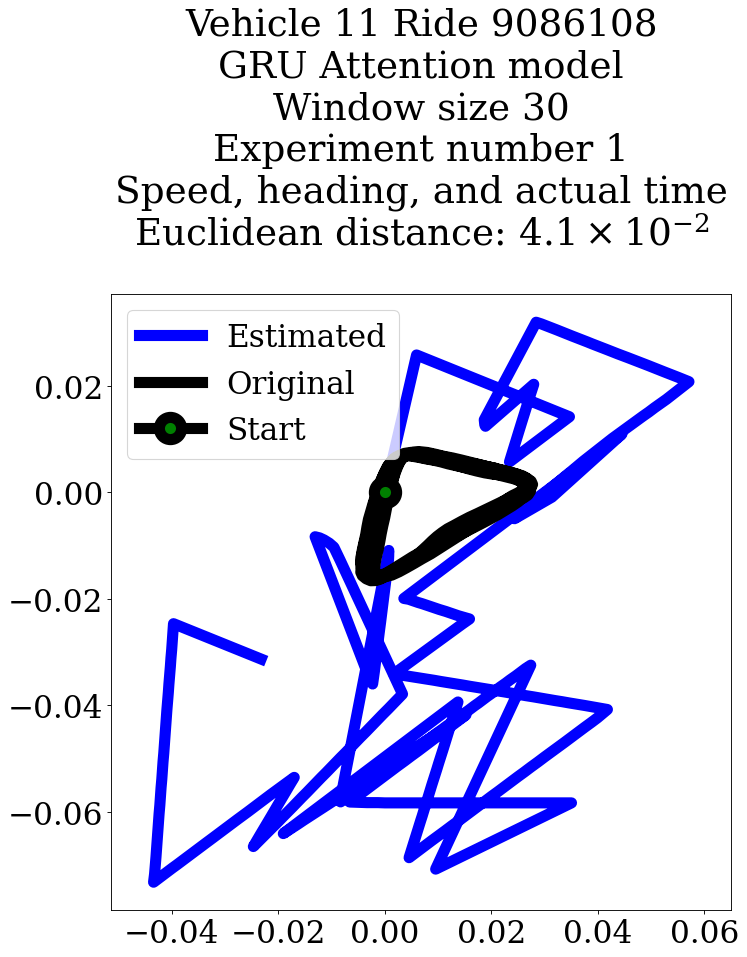 Vehicle 11 Ride 9086108
GRU Attention model
Window size 30
Experiment number 1
Speed, heading, and actual time
Euclidean distance: 4.1 × 10⁻²
Estimated
Original
Start
0.02
0.00
−0.02
−0.04
−0.06
−0.04 −0.02 0.00 0.02 0.04 0.06